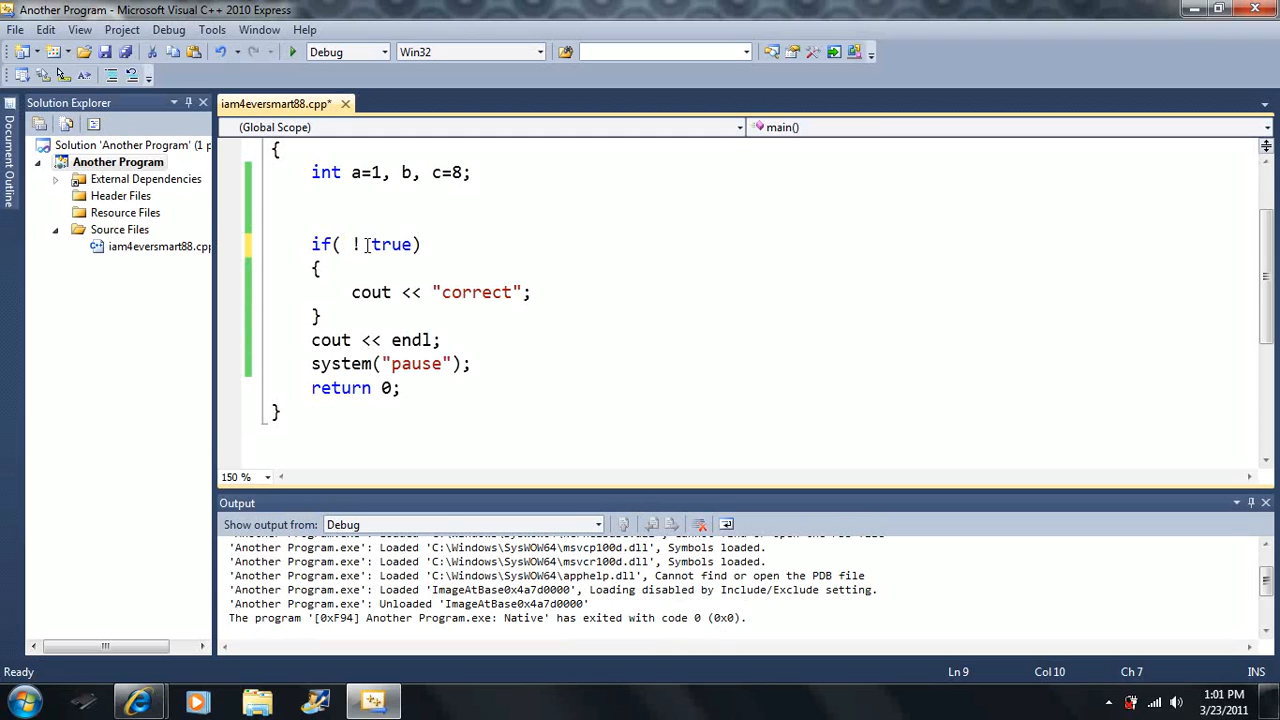 Another Program - Microsoft Visual C++ 2010 Express
File Edit View Project Debug Tools Window Help
Debug Win32
Solution Explorer
iam4eversmart88.cpp*
(Global Scope)
main()
Document Outline
Solution 'Another Program' (1 p
Another Program
External Dependencies
Header Files
Resource Files
Source Files
iam4eversmart88.cpp
{
int a=1, b, c=8;
if( ! true)
{
cout << "correct";
}
cout << endl;
system("pause");
return 0;
}
150 %
Output
Show output from: Debug
'Another Program.exe': Loaded 'C:\Windows\SysWOW64\msvcp100d.dll', Symbols loaded.
'Another Program.exe': Loaded 'C:\Windows\SysWOW64\msvcr100d.dll', Symbols loaded.
'Another Program.exe': Loaded 'C:\Windows\SysWOW64\apphelp.dll', Cannot find or open the PDB file
'Another Program.exe': Loaded 'ImageAtBase0x4a7d0000', Loading disabled by Include/Exclude setting.
'Another Program.exe': Unloaded 'ImageAtBase0x4a7d0000'
The program '[0xF94] Another Program.exe: Native' has exited with code 0 (0x0).
Ready Ln 9 Col 10 Ch 7 INS
1:01 PM
3/23/2011